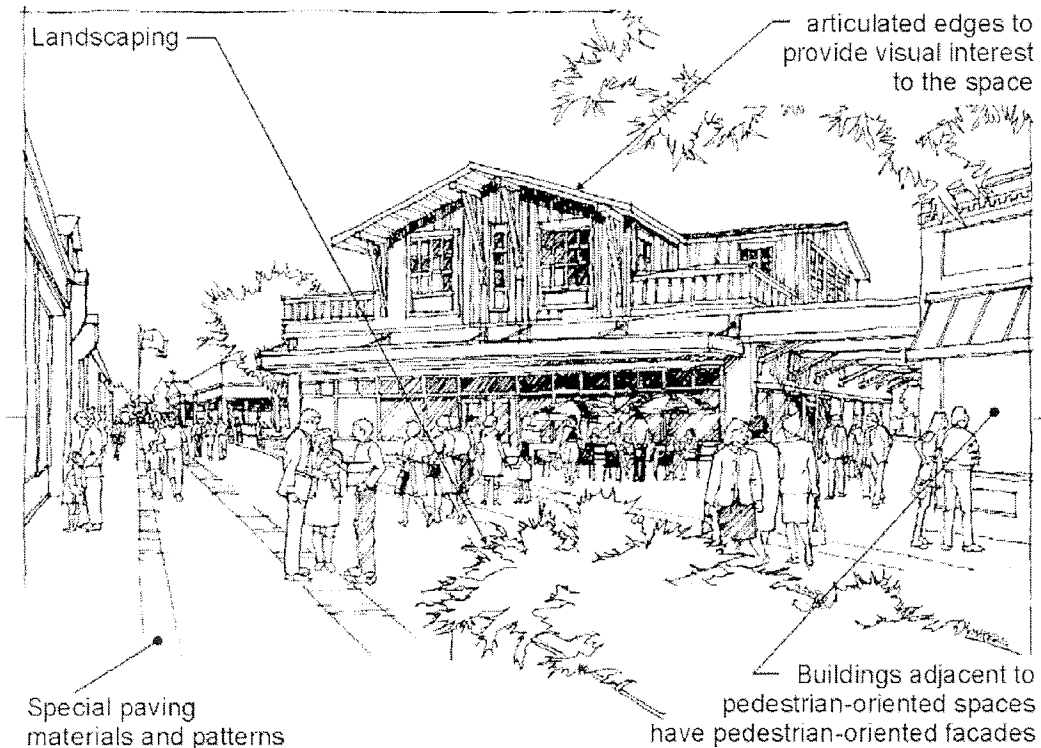 Landscaping
articulated edges to
provide visual interest
to the space
Special paving
materials and patterns
Buildings adjacent to
pedestrian-oriented spaces
have pedestrian-oriented facades